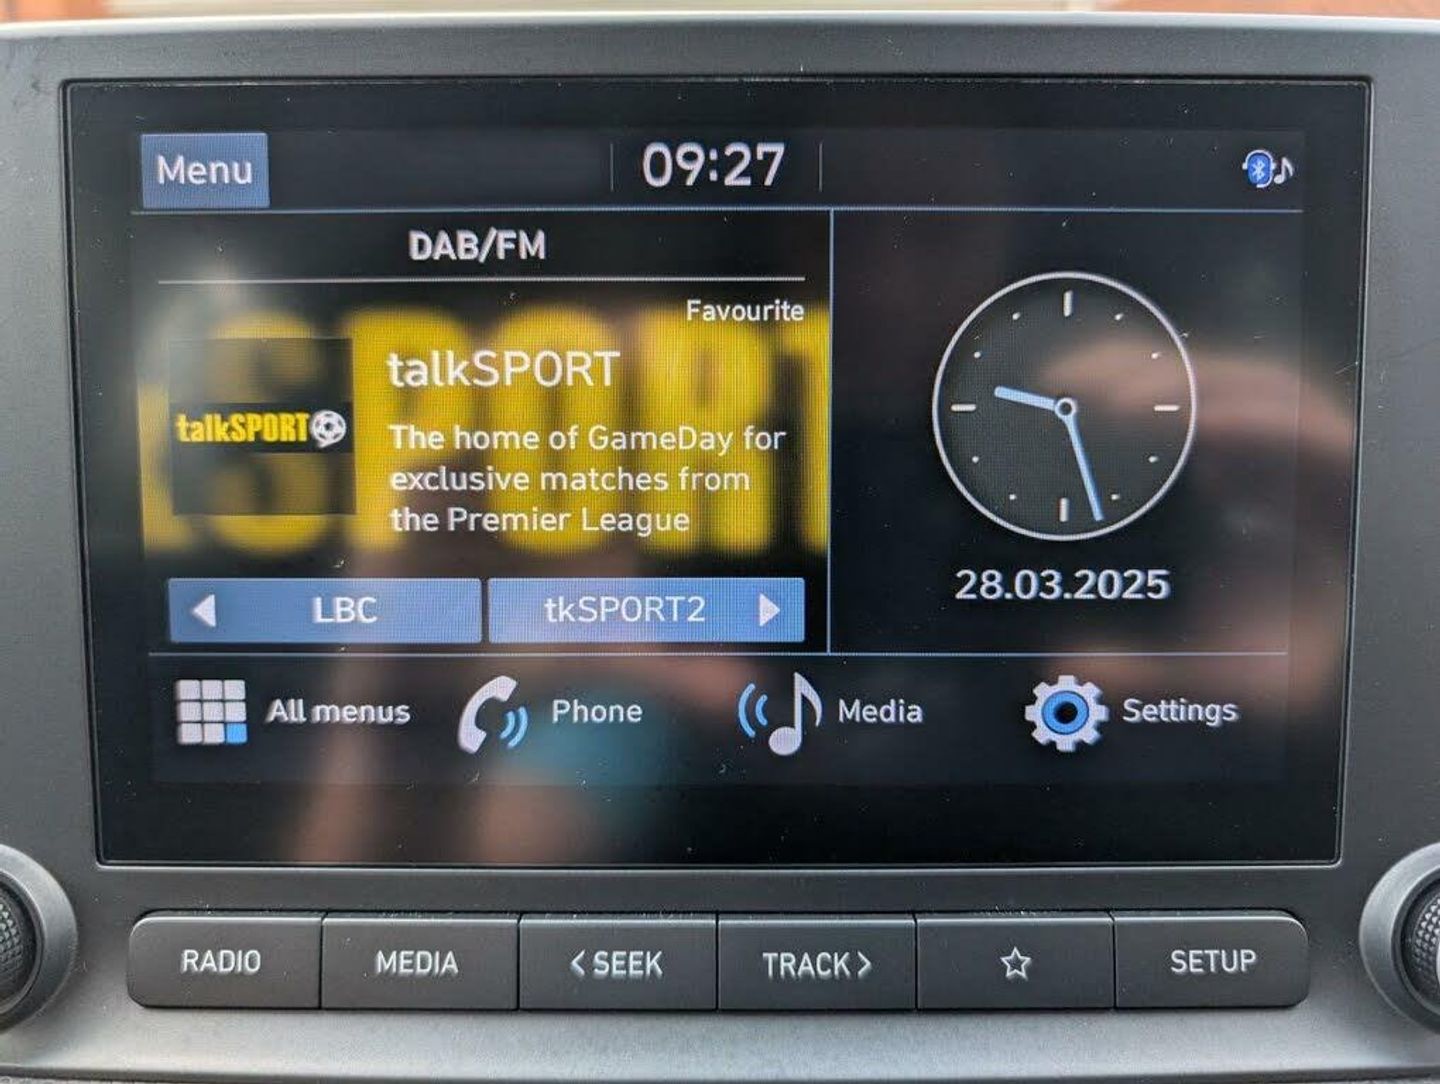 Menu
09:27
DAB/FM
Favourite
talkSPORT
talkSPORT
The home of GameDay for
exclusive matches from
the Premier League
SPORT
LBC
tkSPORT2
28.03.2025
All menus
Phone
Media
Settings
RADIO
MEDIA
< SEEK
TRACK >
SETUP